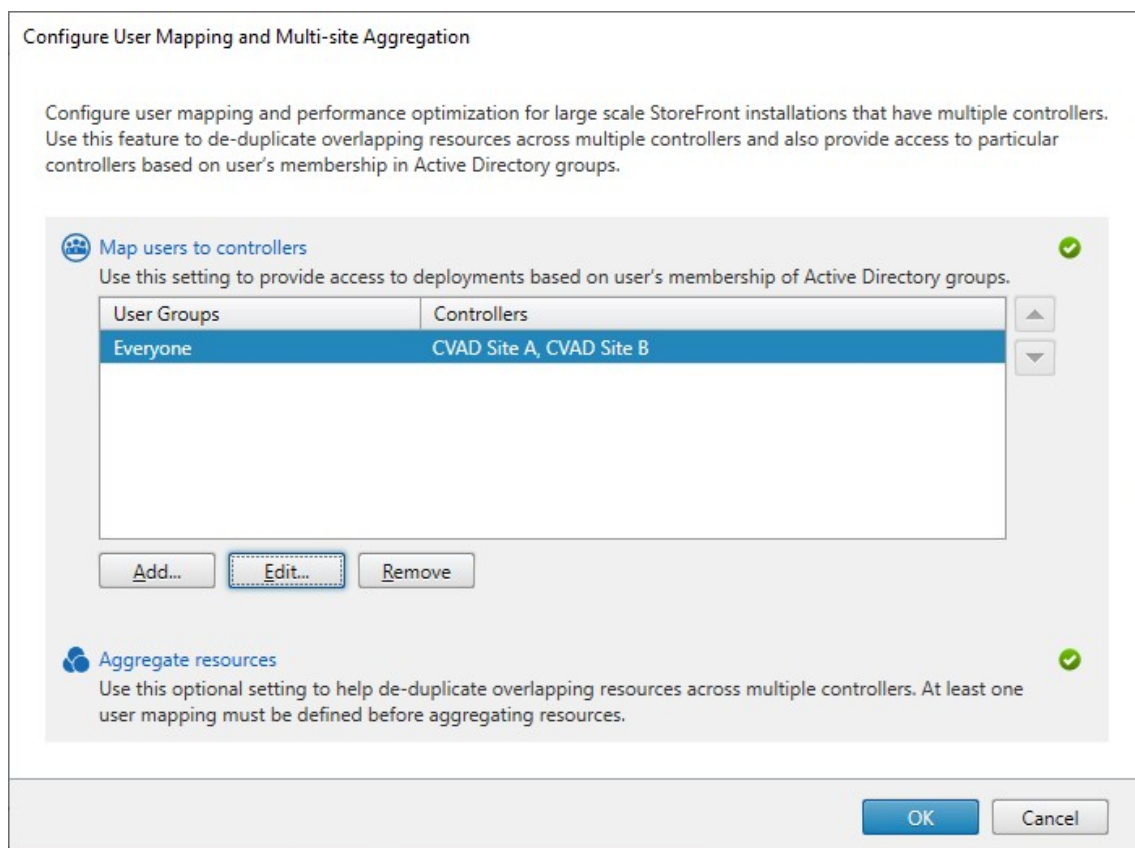 Configure User Mapping and Multi-site Aggregation
Configure user mapping and performance optimization for large scale StoreFront installations that have multiple controllers.
Use this feature to de-duplicate overlapping resources across multiple controllers and also provide access to particular
controllers based on user's membership in Active Directory groups.
Map users to controllers
Use this setting to provide access to deployments based on user's membership of Active Directory groups.
User Groups Controllers
Everyone CVAD Site A, CVAD Site B
Add... Edit... Remove
Aggregate resources
Use this optional setting to help de-duplicate overlapping resources across multiple controllers. At least one
user mapping must be defined before aggregating resources.
OK Cancel